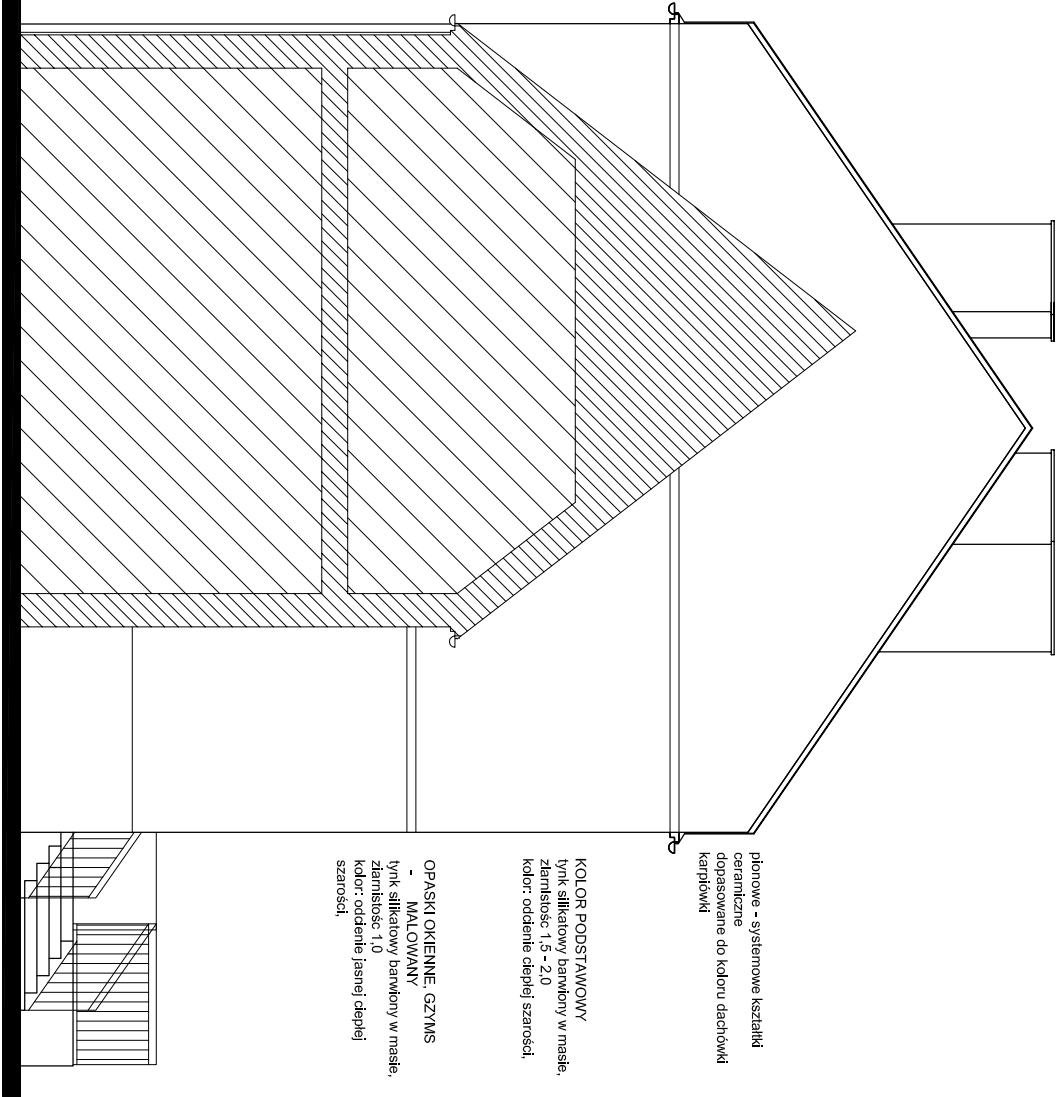 pionowe - systemowe kształtki
ceramiczne
dopasowane do koloru dachówki
karpiówki
KOLOR PODSTAWOWY
tynk silikatowy barwiony w masie,
ziarnistośc 1,5 - 2,0
kolor: odcienie ciepłej szarości,
OPASKI OKIENNE, GZYMS
- MALOWANY
tynk silikatowy barwiony w masie,
ziarnistośc 1,0
kolor: odcienie jasnej ciepłej
szarości,